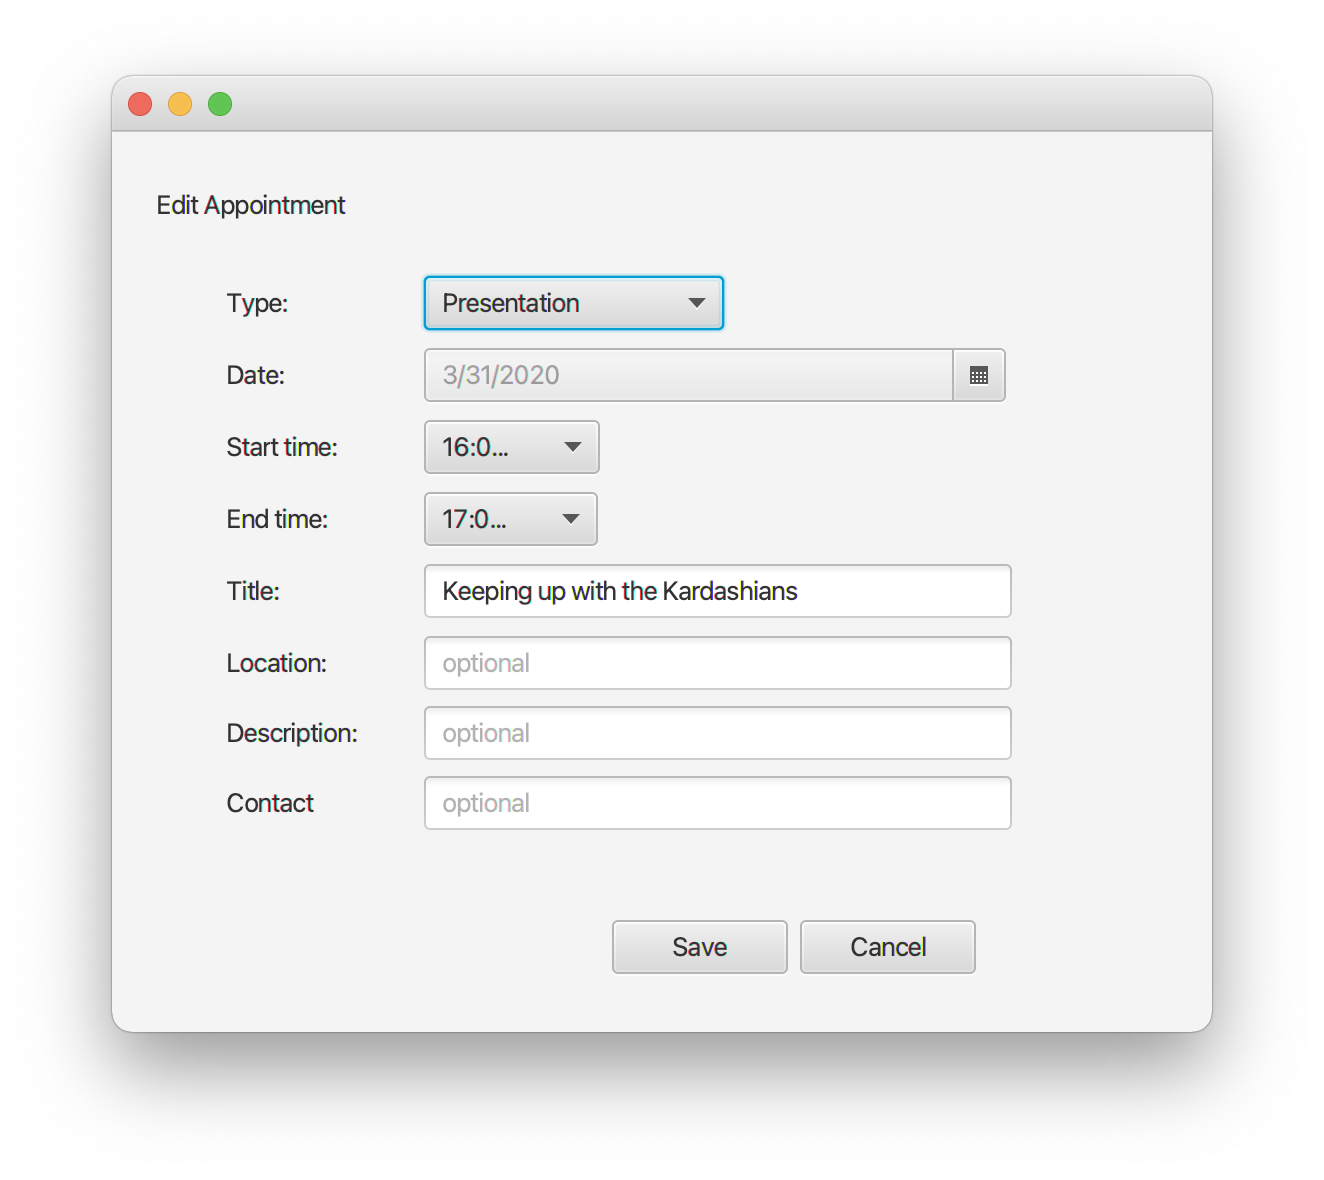 Edit Appointment
Type: Presentation
Date: 3/31/2020
Start time: 16:0...
End time: 17:0...
Title: Keeping up with the Kardashians
Location: optional
Description: optional
Contact optional
Save Cancel